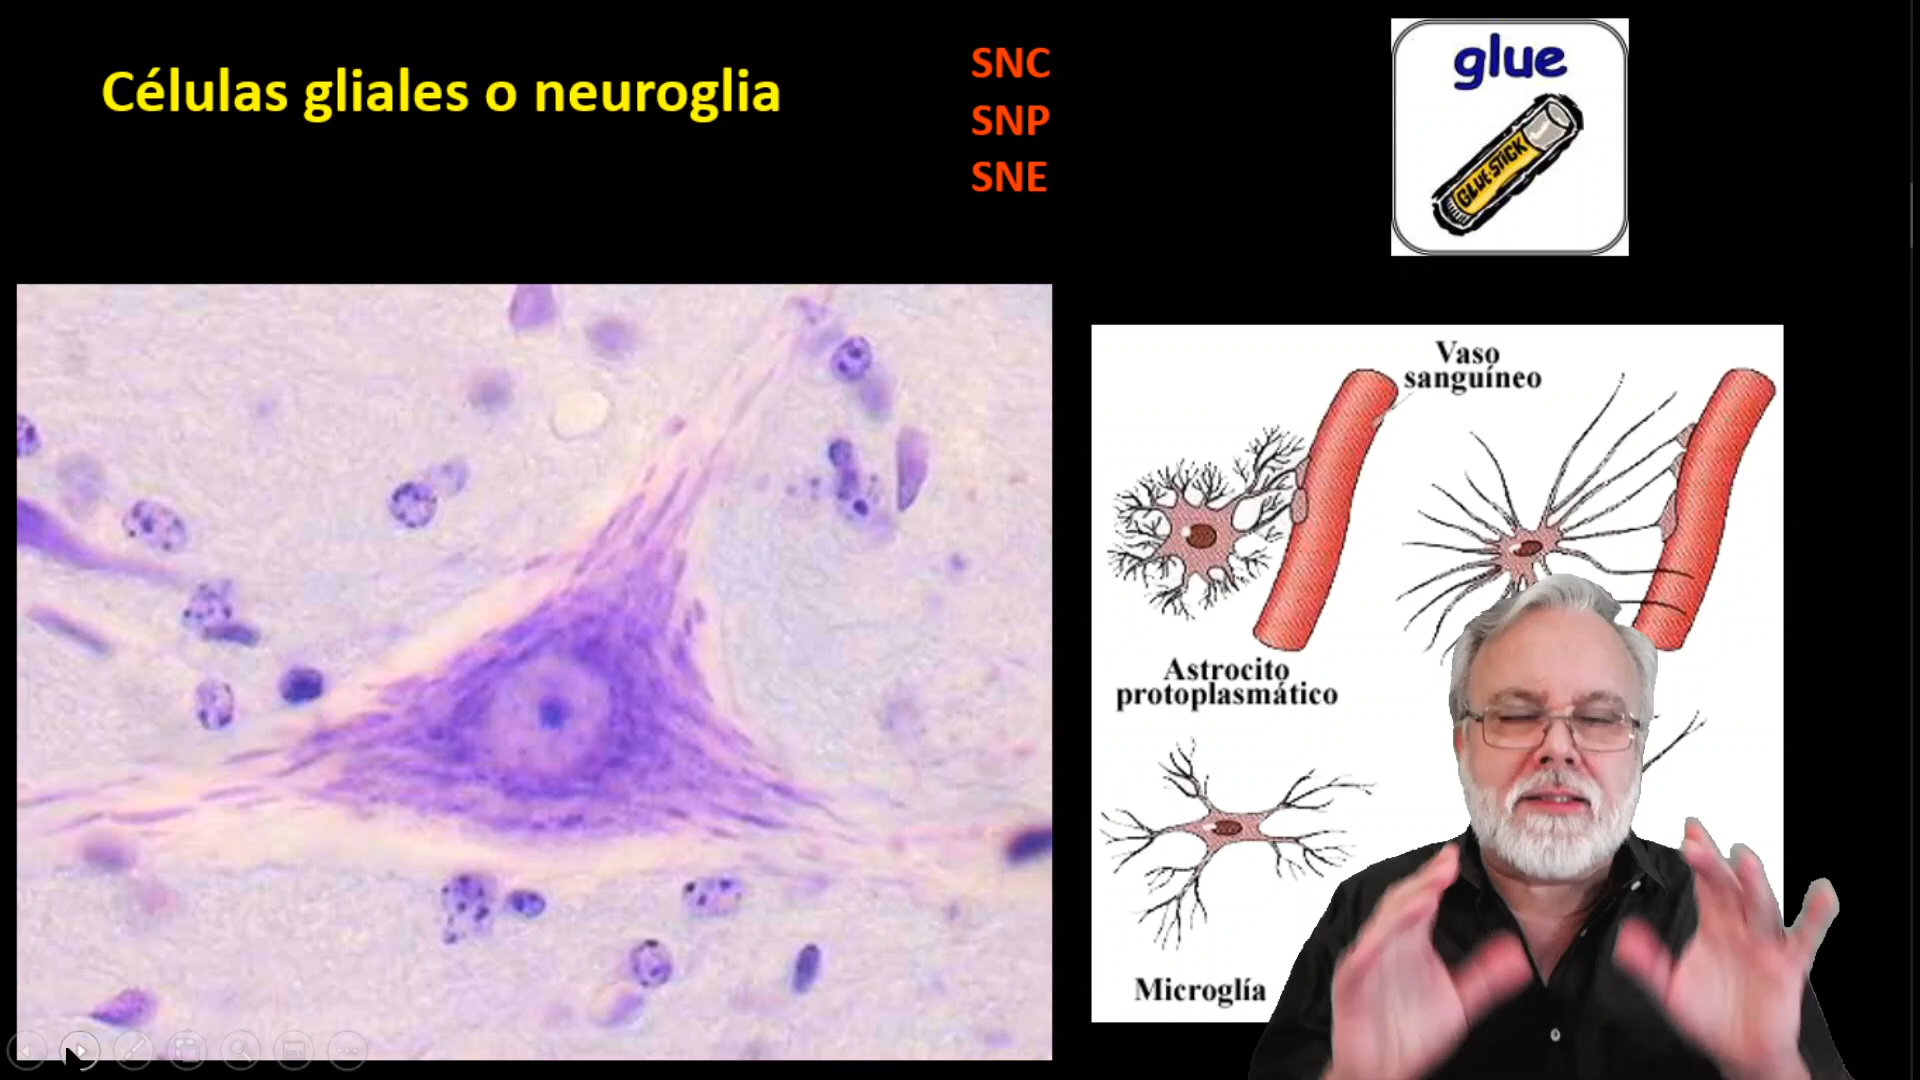 Células gliales o neuroglia
SNC
SNP
SNE
glue
GLUE-STICK
Vaso
sanguíneo
Astrocito
protoplasmático
Microglía